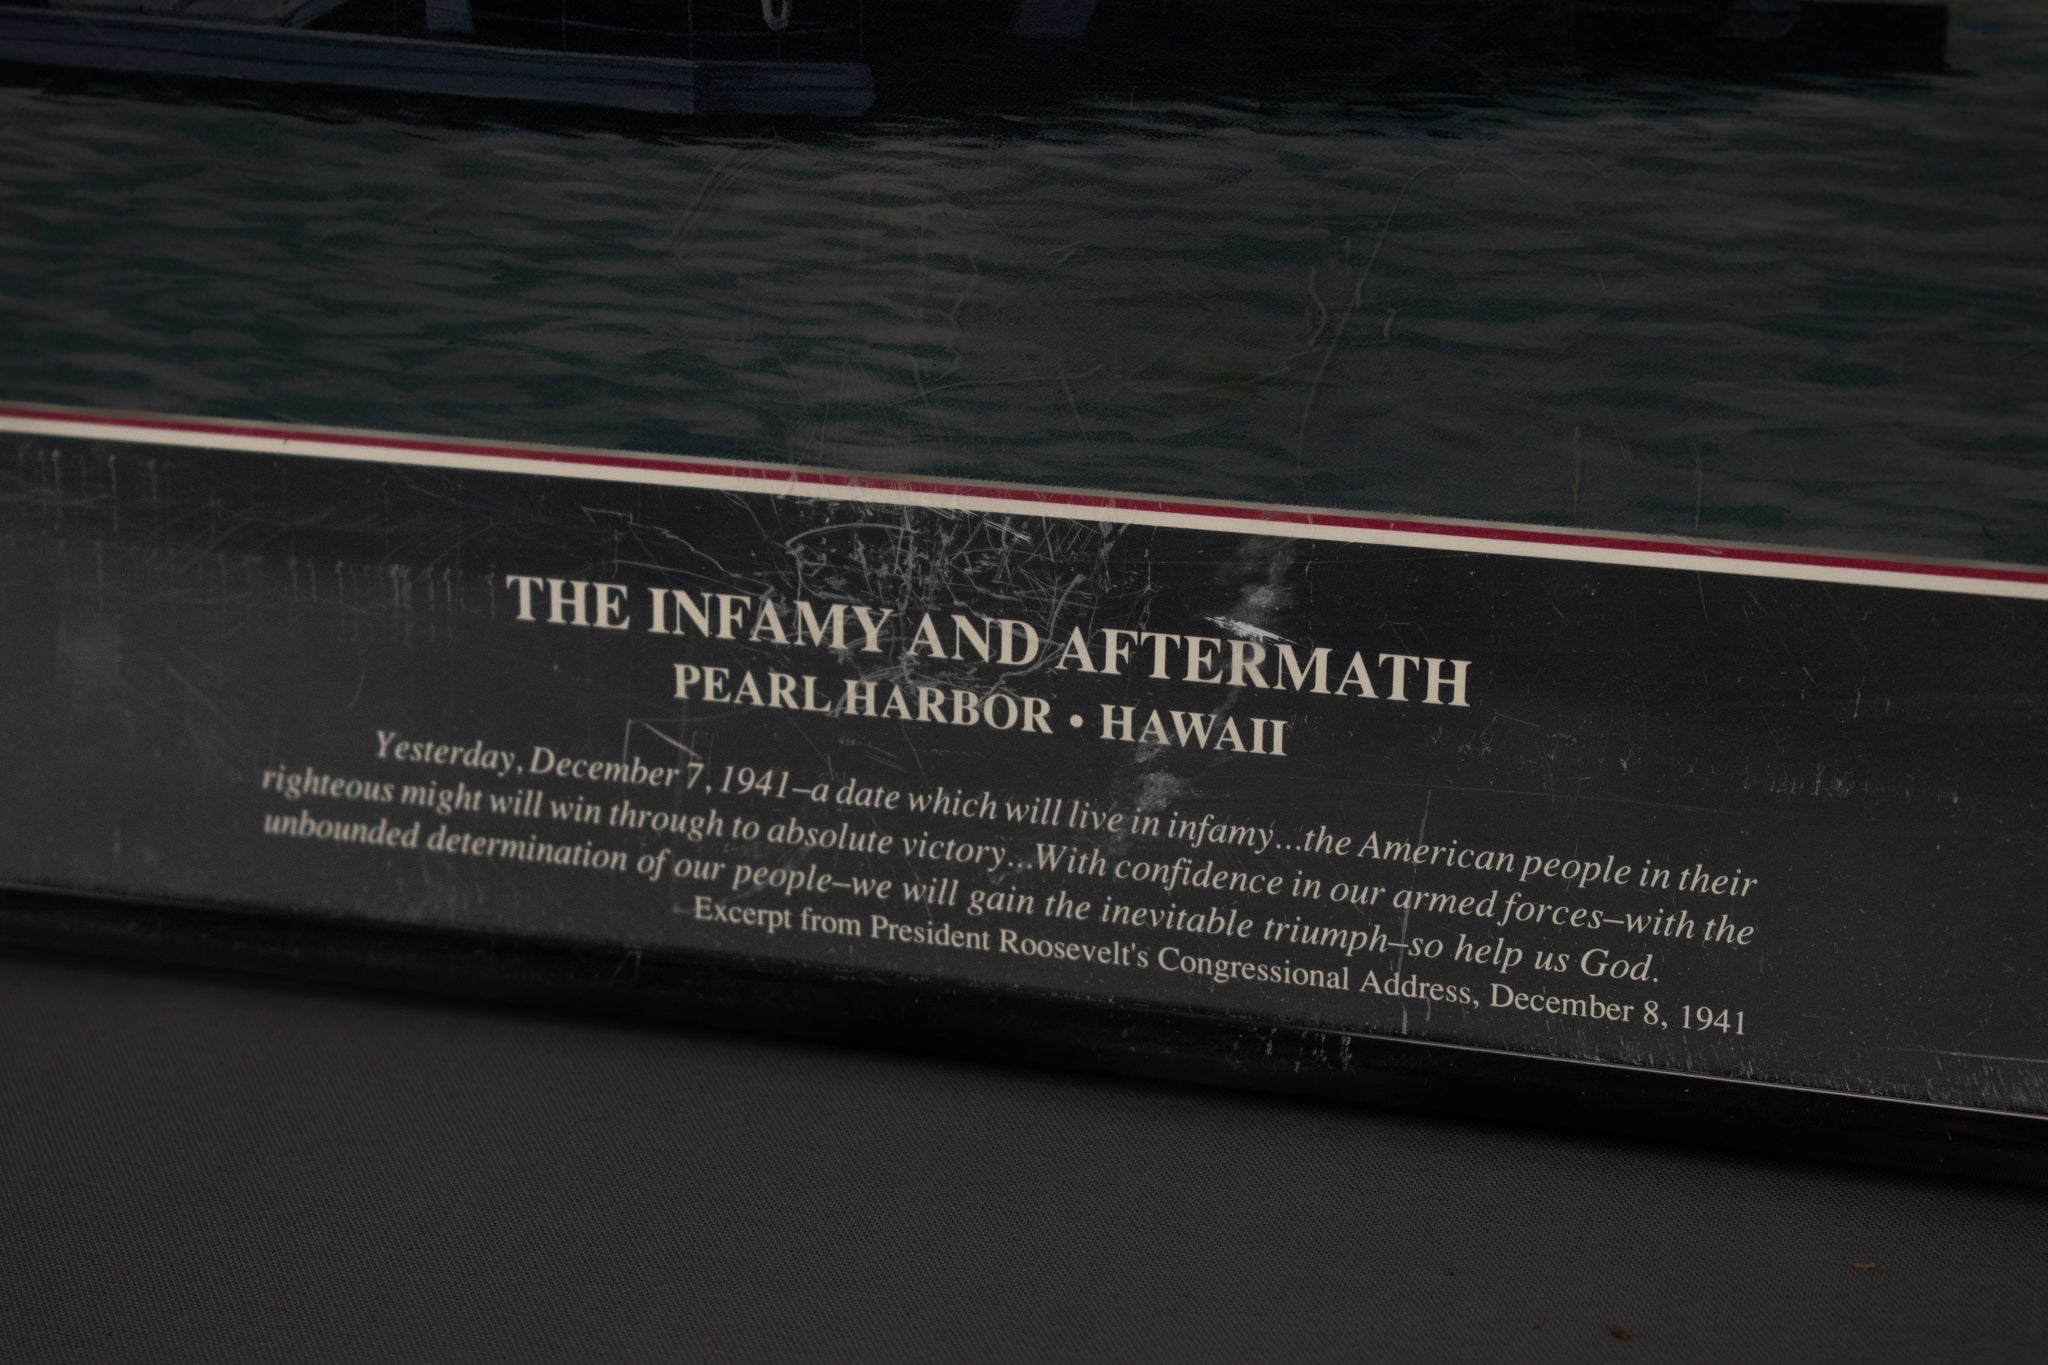 THE INFAMY AND AFTERMATH
PEARL HARBOR • HAWAII
Yesterday, December 7, 1941–a date which will live in infamy...the American people in their
righteous might will win through to absolute victory...With confidence in our armed forces–with the
unbounded determination of our people–we will gain the inevitable triumph–so help us God.
Excerpt from President Roosevelt's Congressional Address, December 8, 1941